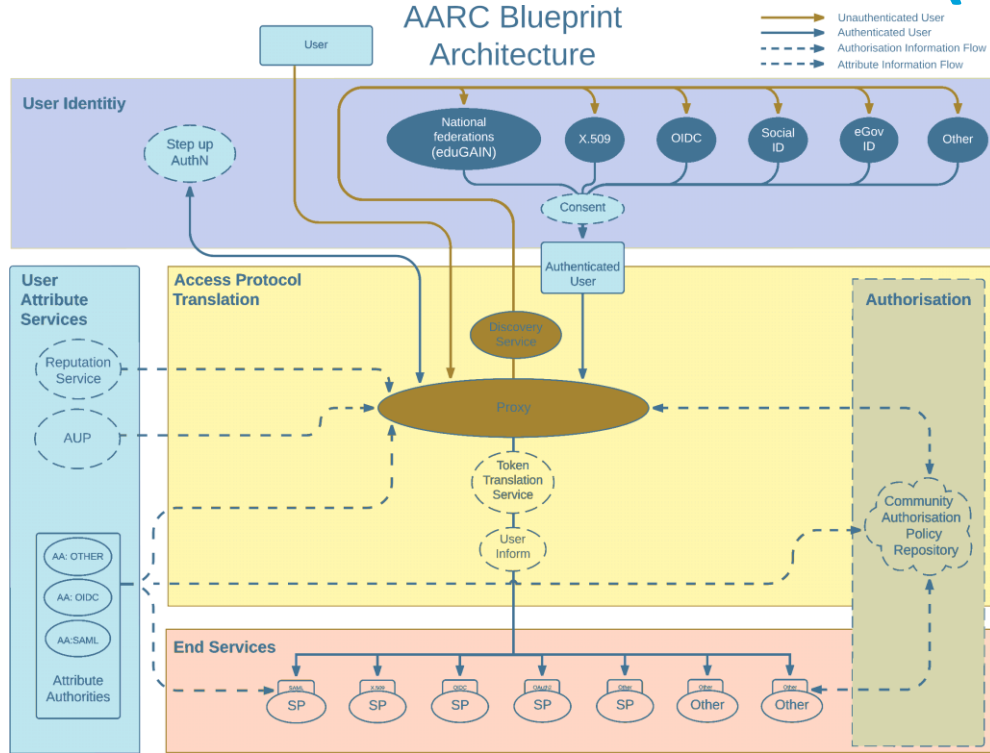 AARC Blueprint
Architecture
Unauthenticated User
Authenticated User
Authorisation Information Flow
Attribute Information Flow
User
User Identitiy
Step up
AuthN
National
federations
(eduGAIN)
X.509
OIDC
Social
ID
eGov
ID
Other
Consent
Authenticated
User
User
Attribute
Services
Access Protocol
Translation
Authorisation
Discovery
Service
Reputation
Service
Proxy
AUP
Token
Translation
Service
User
Inform
Community
Authorisation
Policy
Repository
AA: OTHER
AA: OIDC
AA:SAML
Attribute
Authorities
End Services
SAML
X.509
OIDC
OAuth2
Other
Other
Other
SP
SP
SP
SP
SP
Other
Other